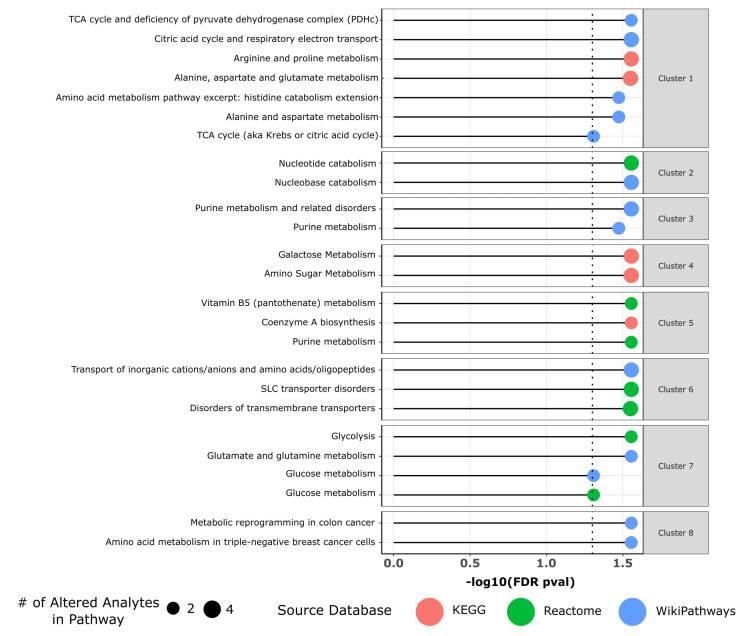 TCA cycle and deficiency of pyruvate dehydrogenase complex (PDHc)
Citric acid cycle and respiratory electron transport
Arginine and proline metabolism
Alanine, aspartate and glutamate metabolism
Amino acid metabolism pathway excerpt: histidine catabolism extension
Alanine and aspartate metabolism
TCA cycle (aka Krebs or citric acid cycle)
Cluster 1
Nucleotide catabolism
Nucleobase catabolism
Cluster 2
Purine metabolism and related disorders
Purine metabolism
Cluster 3
Galactose Metabolism
Amino Sugar Metabolism
Cluster 4
Vitamin B5 (pantothenate) metabolism
Coenzyme A biosynthesis
Purine metabolism
Cluster 5
Transport of inorganic cations/anions and amino acids/oligopeptides
SLC transporter disorders
Disorders of transmembrane transporters
Cluster 6
Glycolysis
Glutamate and glutamine metabolism
Glucose metabolism
Glucose metabolism
Cluster 7
Metabolic reprogramming in colon cancer
Amino acid metabolism in triple-negative breast cancer cells
Cluster 8
0.0 0.5 1.0 1.5
-log10(FDR pval)
# of Altered Analytes
in Pathway
2 4
Source Database
KEGG Reactome WikiPathways